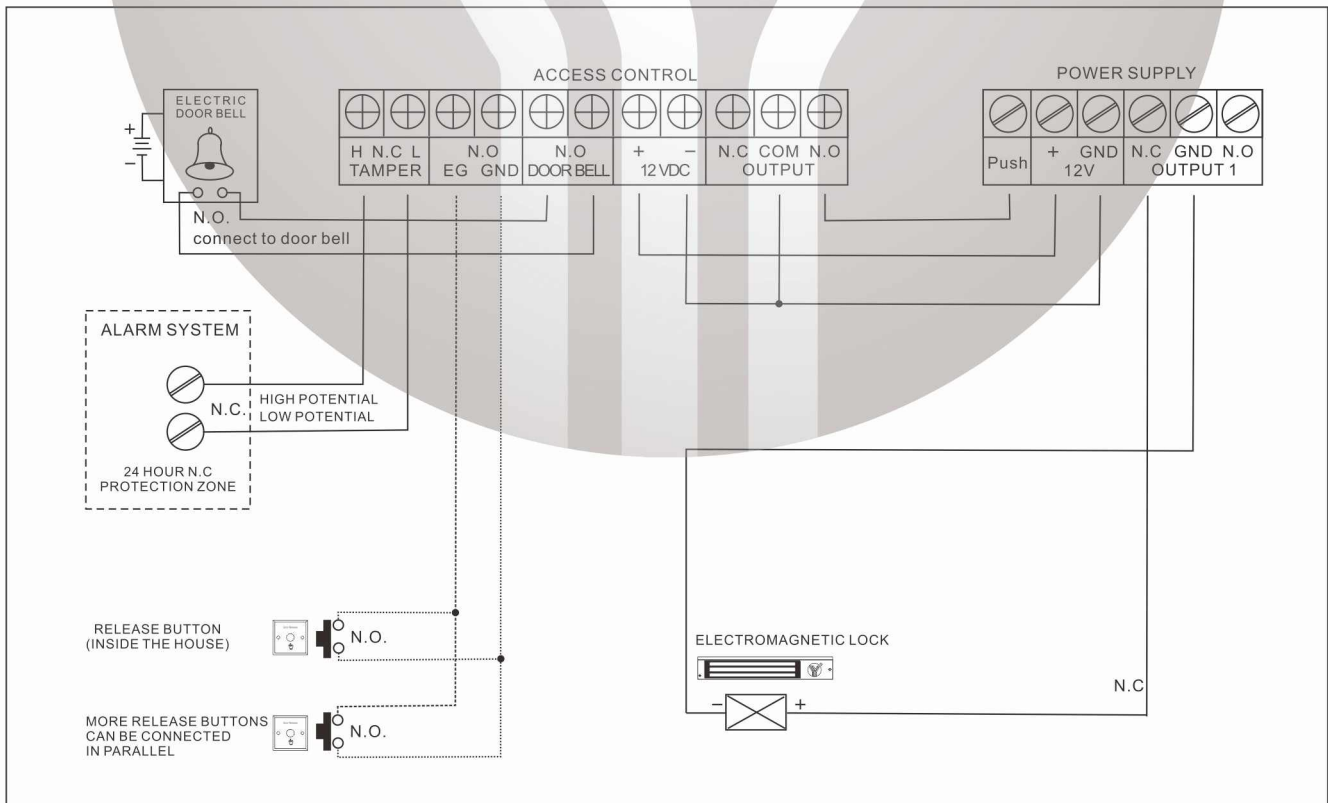 ACCESS CONTROL
POWER SUPPLY
ELECTRIC
DOOR BELL
+
−
N.O.
connect to door bell
H N.C L
TAMPER
N.O
EG GND
N.O
DOOR BELL
+ −
12 VDC
N.C COM N.O
OUTPUT
Push
+ GND
12V
N.C GND N.O
OUTPUT 1
ALARM SYSTEM
N.C.
HIGH POTENTIAL
LOW POTENTIAL
24 HOUR N.C
PROTECTION ZONE
RELEASE BUTTON
(INSIDE THE HOUSE)
N.O.
MORE RELEASE BUTTONS
CAN BE CONNECTED
IN PARALLEL
N.O.
ELECTROMAGNETIC LOCK
− +
N.C